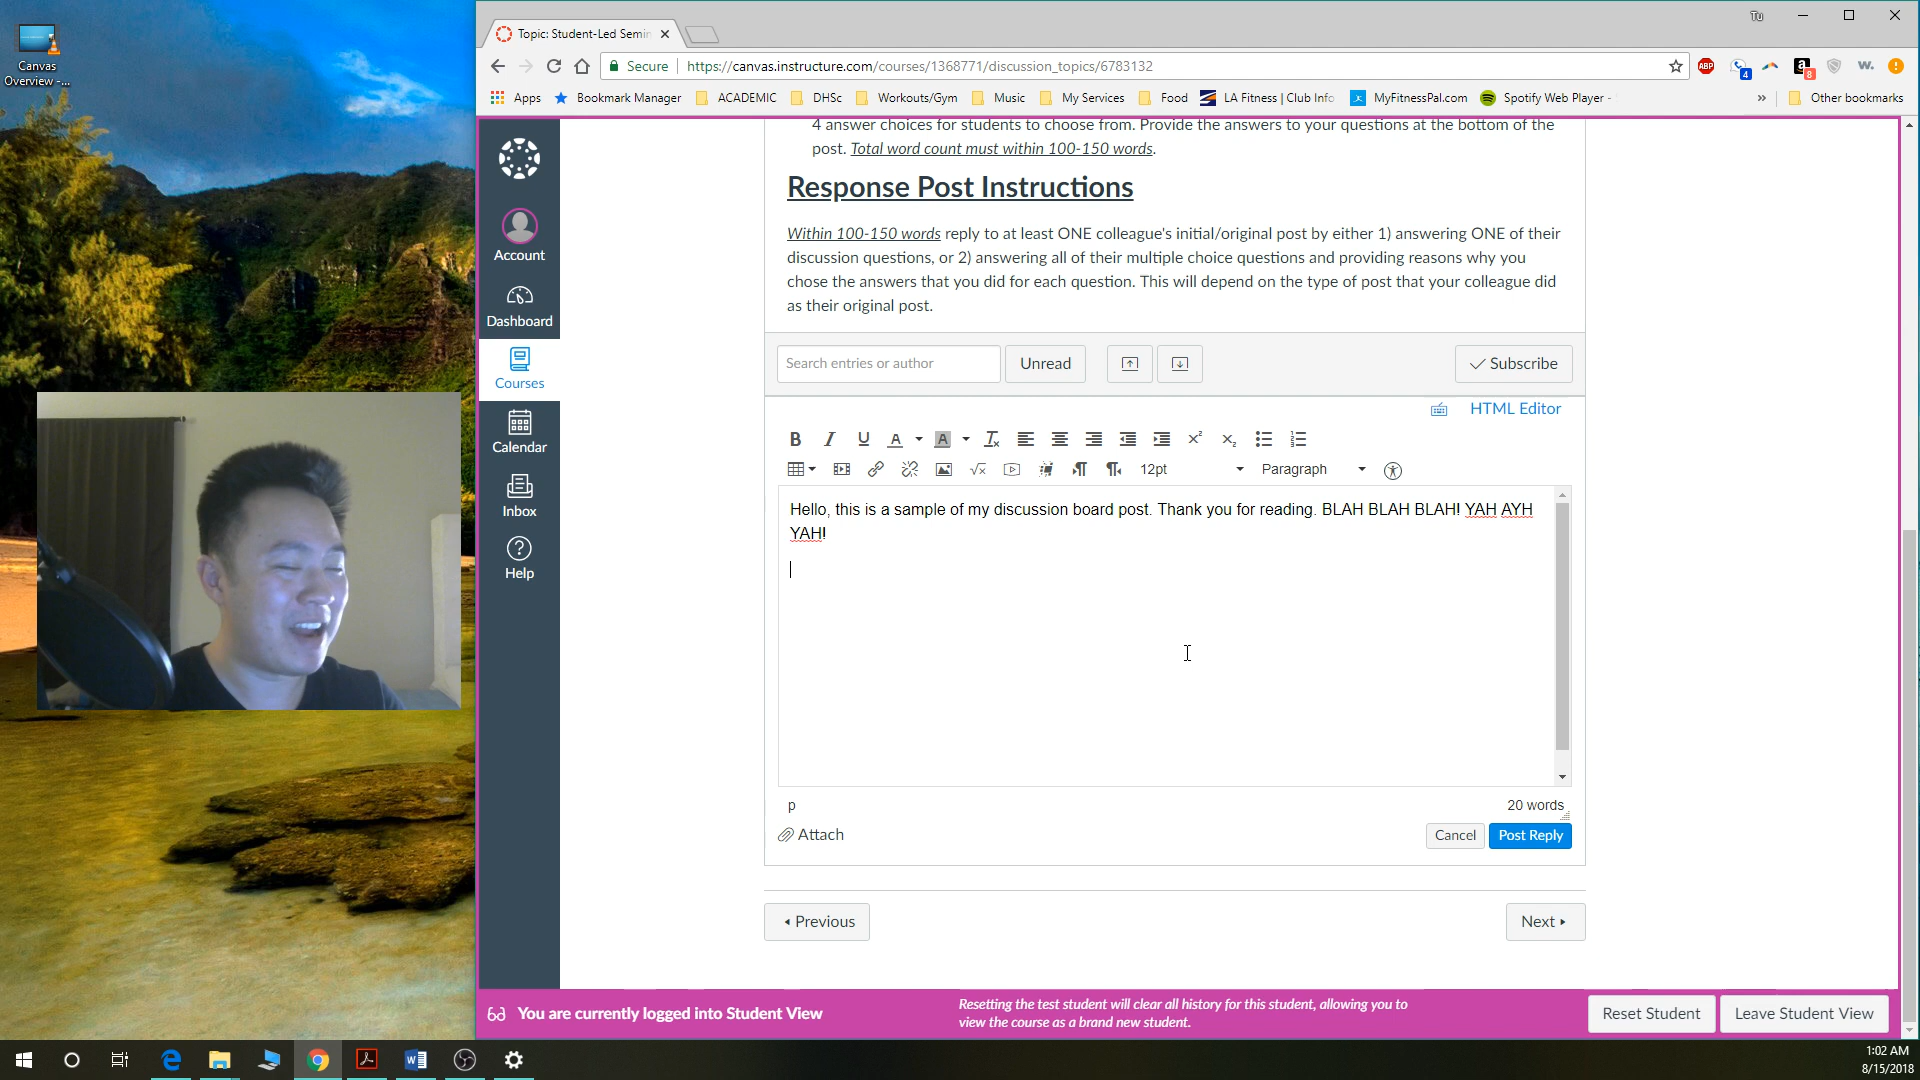 Canvas
Overview -...
Topic: Student-Led Semin
Tu
Secure
https://canvas.instructure.com/courses/1368771/discussion_topics/6783132
ABP
4
a
8
w.
Apps
Bookmark Manager
ACADEMIC
DHSc
Workouts/Gym
Music
My Services
Food
LA Fitness | Club Info
MyFitnessPal.com
Spotify Web Player -
»
Other bookmarks
4 answer choices for students to choose from. Provide the answers to your questions at the bottom of the
post. Total word count must within 100-150 words.
Response Post Instructions
Within 100-150 words reply to at least ONE colleague's initial/original post by either 1) answering ONE of their
discussion questions, or 2) answering all of their multiple choice questions and providing reasons why you
chose the answers that you did for each question. This will depend on the type of post that your colleague did
as their original post.
Account
Dashboard
Courses
Calendar
Inbox
Help
Search entries or author
Unread
Subscribe
HTML Editor
12pt
Paragraph
Hello, this is a sample of my discussion board post. Thank you for reading. BLAH BLAH BLAH! YAH AYH
YAH!
p
20 words
Attach
Cancel
Post Reply
Previous
Next
You are currently logged into Student View
Resetting the test student will clear all history for this student, allowing you to
view the course as a brand new student.
Reset Student
Leave Student View
1:02 AM
8/15/2018